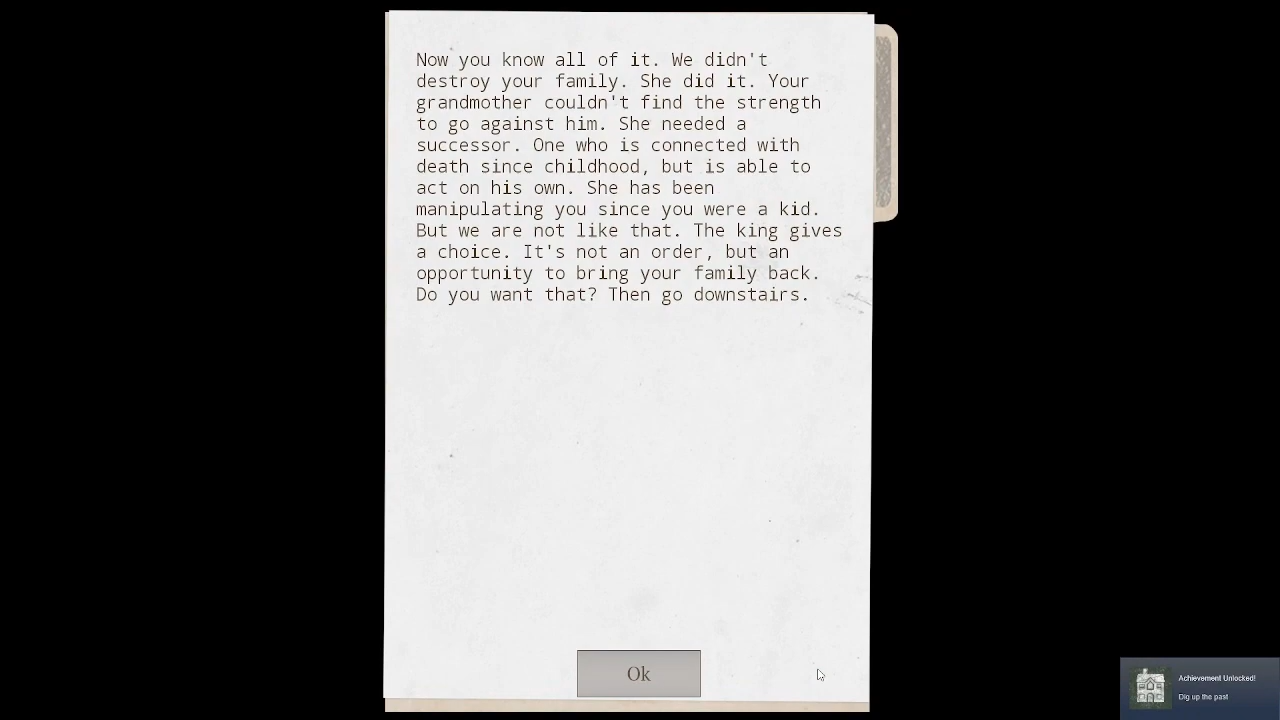 Now you know all of it. We didn't
destroy your family. She did it. Your
grandmother couldn't find the strength
to go against him. She needed a
successor. One who is connected with
death since childhood, but is able to
act on his own. She has been
manipulating you since you were a kid.
But we are not like that. The king gives
a choice. It's not an order, but an
opportunity to bring your family back.
Do you want that? Then go downstairs.
Ok
Achievement Unlocked!
Dig up the past